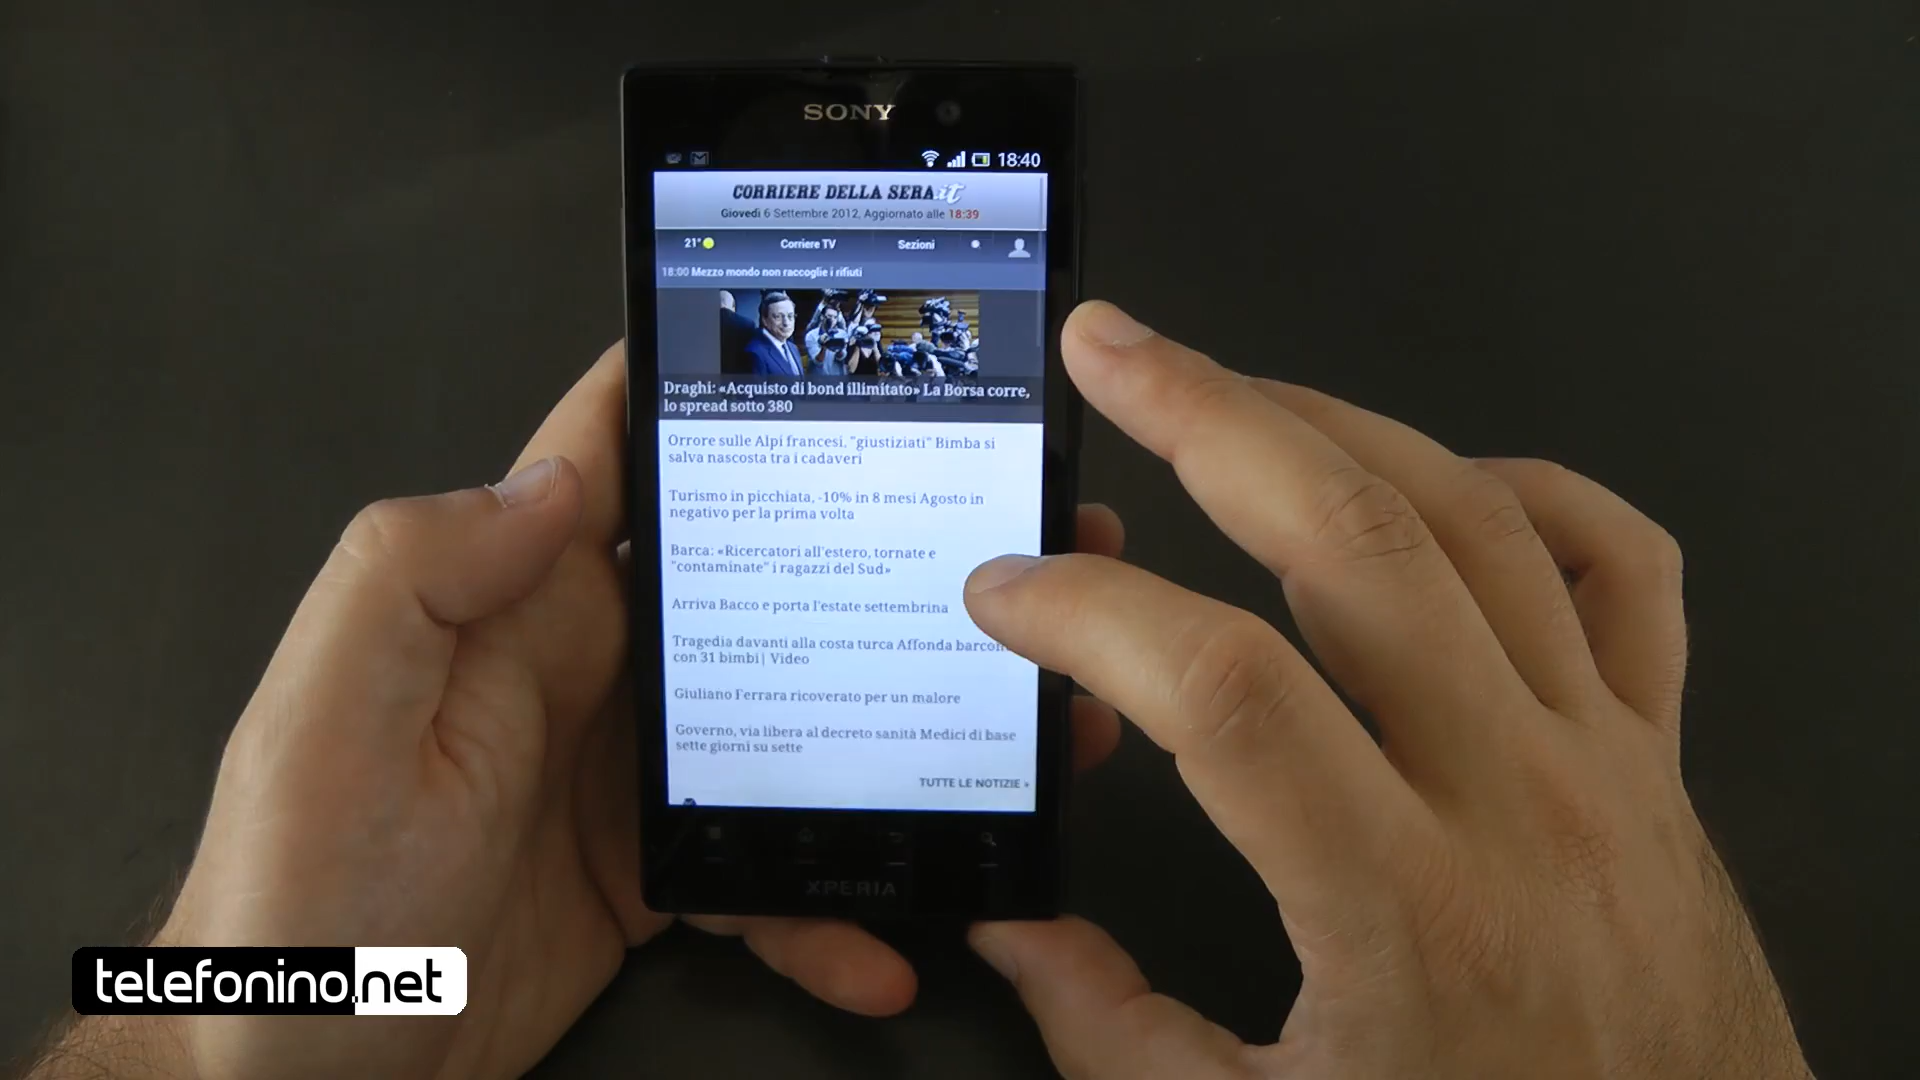 SONY
18:40
CORRIERE DELLA SERA.it
Giovedì 6 Settembre 2012, Aggiornato alle 18:39
21° Corriere TV Sezioni
18:00 Mezzo mondo non raccoglie i rifiuti
Draghi: «Acquisto di bond illimitato» La Borsa corre,
lo spread sotto 380
Orrore sulle Alpi francesi, "giustiziati" Bimba si
salva nascosta tra i cadaveri
Turismo in picchiata, -10% in 8 mesi Agosto in
negativo per la prima volta
Barca: «Ricercatori all'estero, tornate e
"contaminate" i ragazzi del Sud»
Arriva Bacco e porta l'estate settembrina
Tragedia davanti alla costa turca Affonda
con 31 bimbi| Video
Giuliano Ferrara ricoverato per un malore
Governo, via libera al decreto sanità Medici di base
sette giorni su sette
TUTTE LE NOTIZIE »
XPERIA
telefonino.net